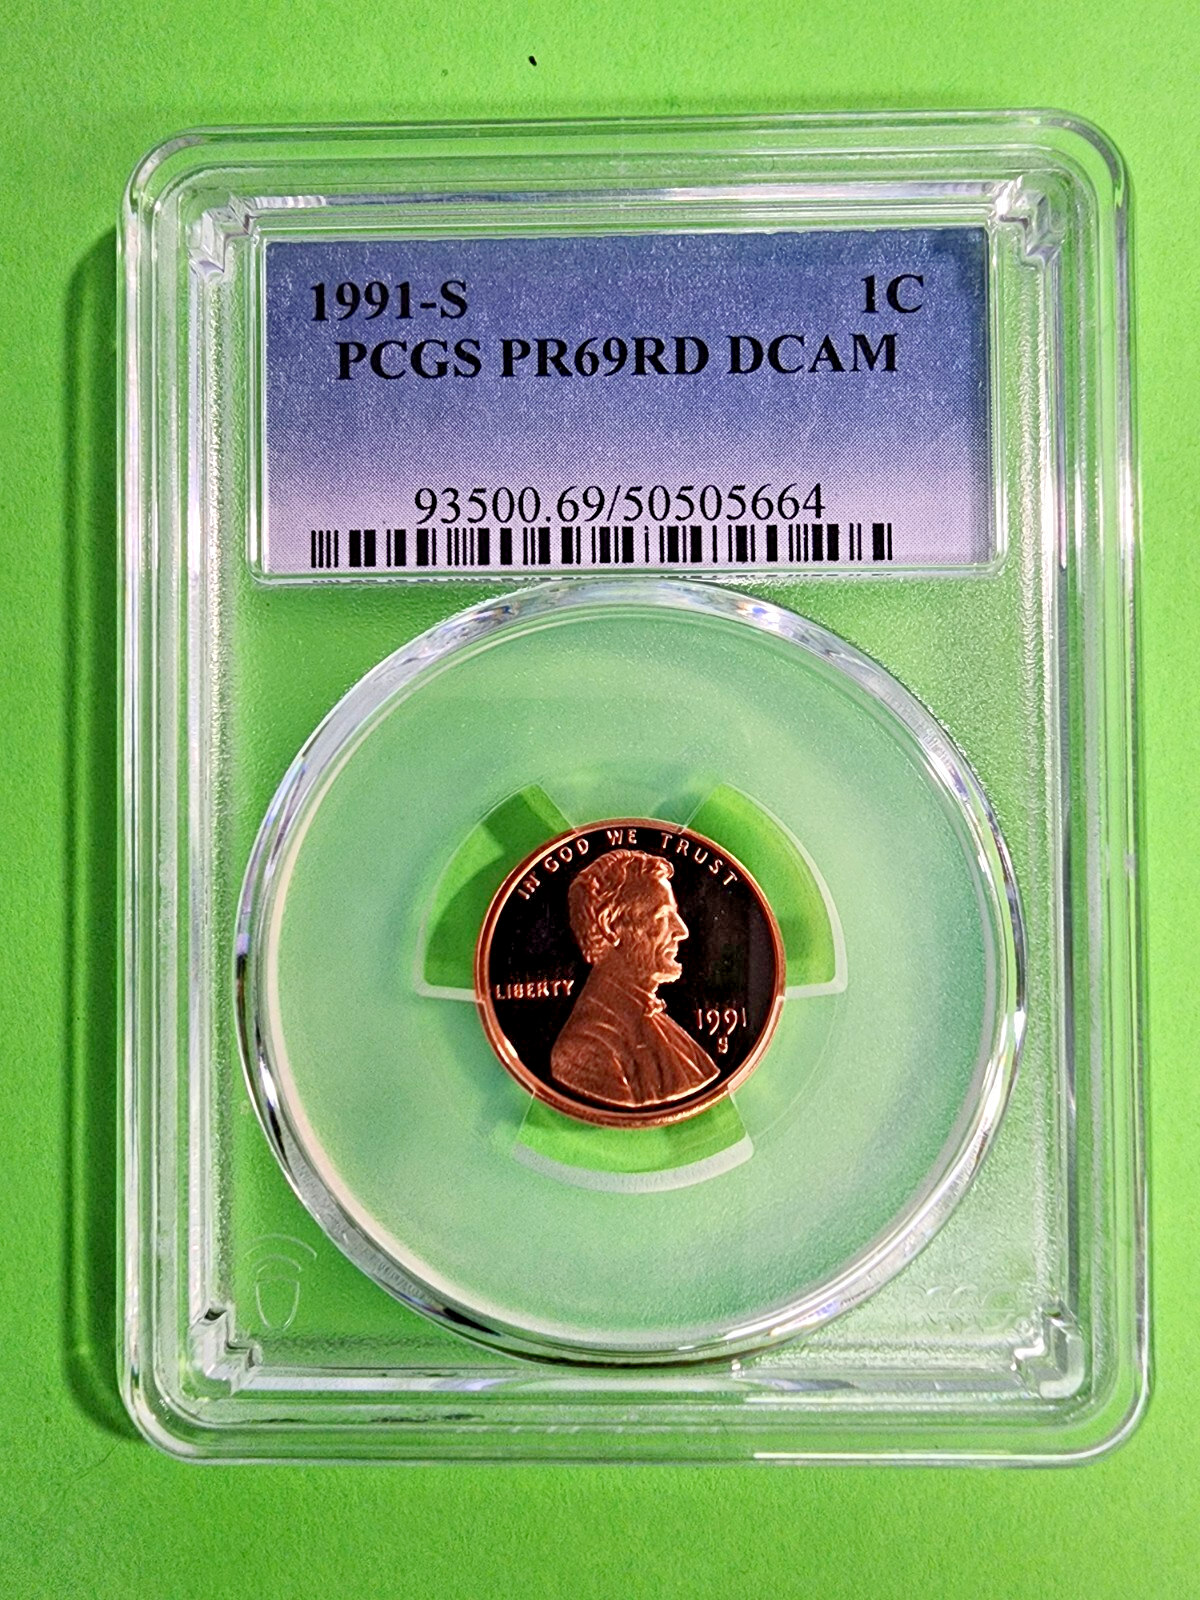 1991-S 1C
PCGS PR69RD DCAM
93500.69/50505664
IN GOD WE TRUST
LIBERTY
1991
S